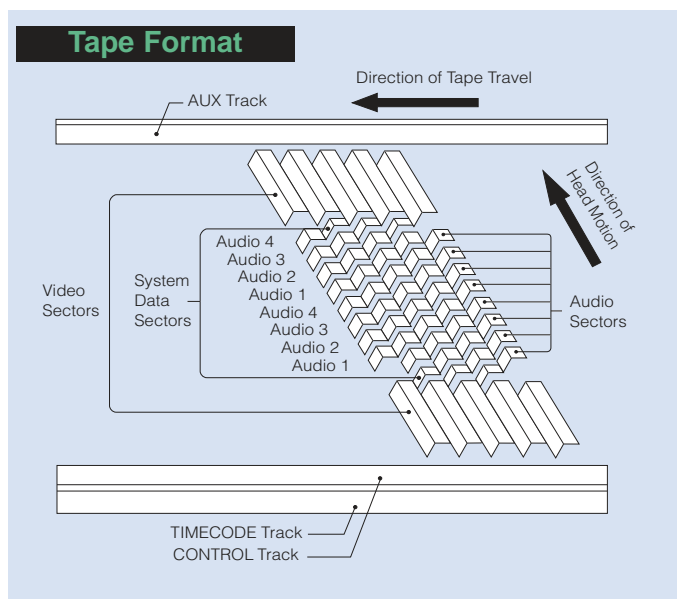 Tape Format
Direction of Tape Travel
AUX Track
Direction of
Head Motion
Audio 4
Audio 3
Audio 2
Audio 1
Audio 4
Audio 3
Audio 2
Audio 1
Video
Sectors
System
Data
Sectors
Audio
Sectors
TIMECODE Track
CONTROL Track